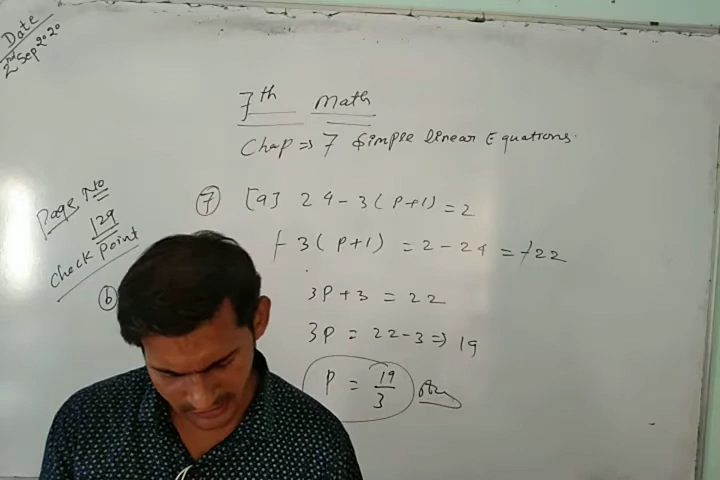 Date
2nd Sep 2020
7th Math
Chap => 7 Simple linear Equations.
Page No
129
Check Point
(7) [a] 24 - 3(P+1) = 2
- 3(P+1) = 2 - 24 = -22
3P + 3 = 22
3P = 22 - 3 => 19
P = 19/3 Ans
(b)